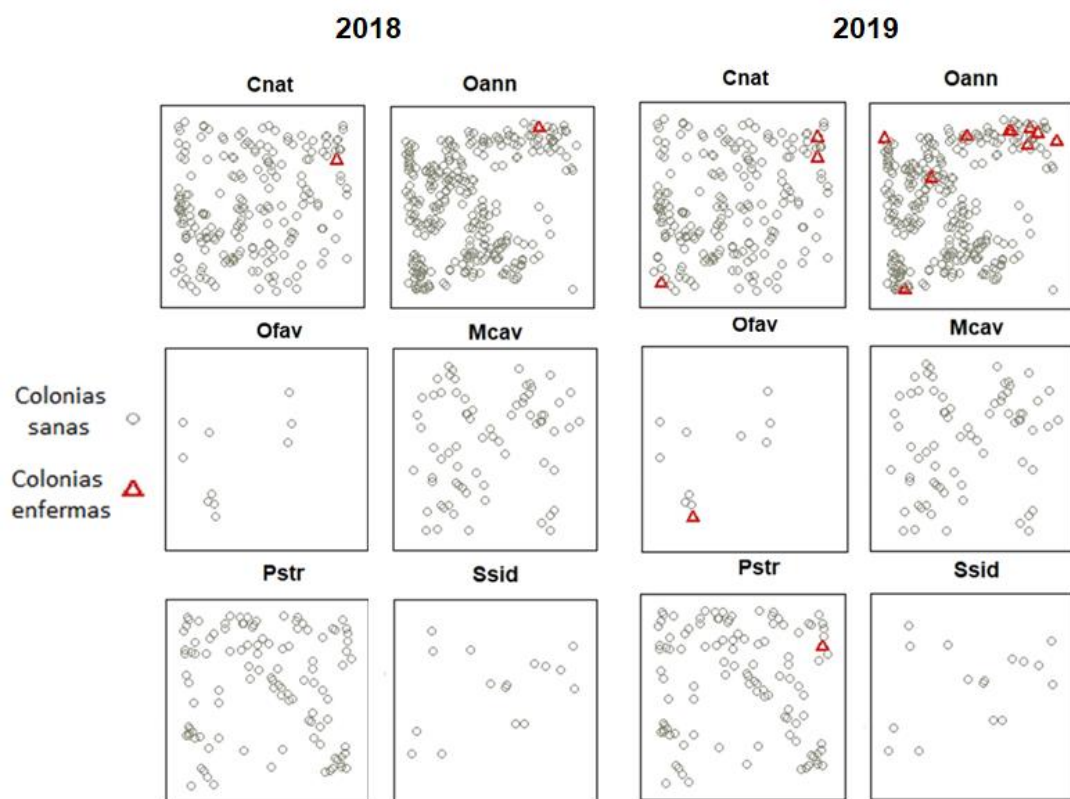 2018
2019
Cnat
Oann
Cnat
Oann
Ofav
Mcav
Ofav
Mcav
Colonias
sanas
Colonias
enfermas
Pstr
Ssid
Pstr
Ssid